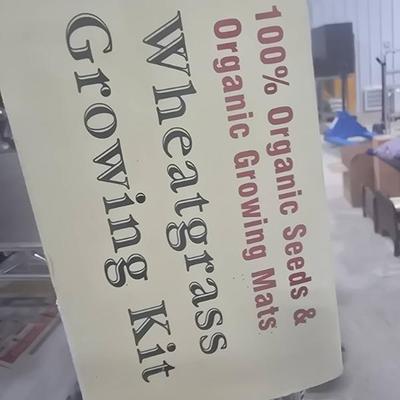 100% Organic Seeds &
Organic Growing Mats
Wheatgrass
Growing Kit